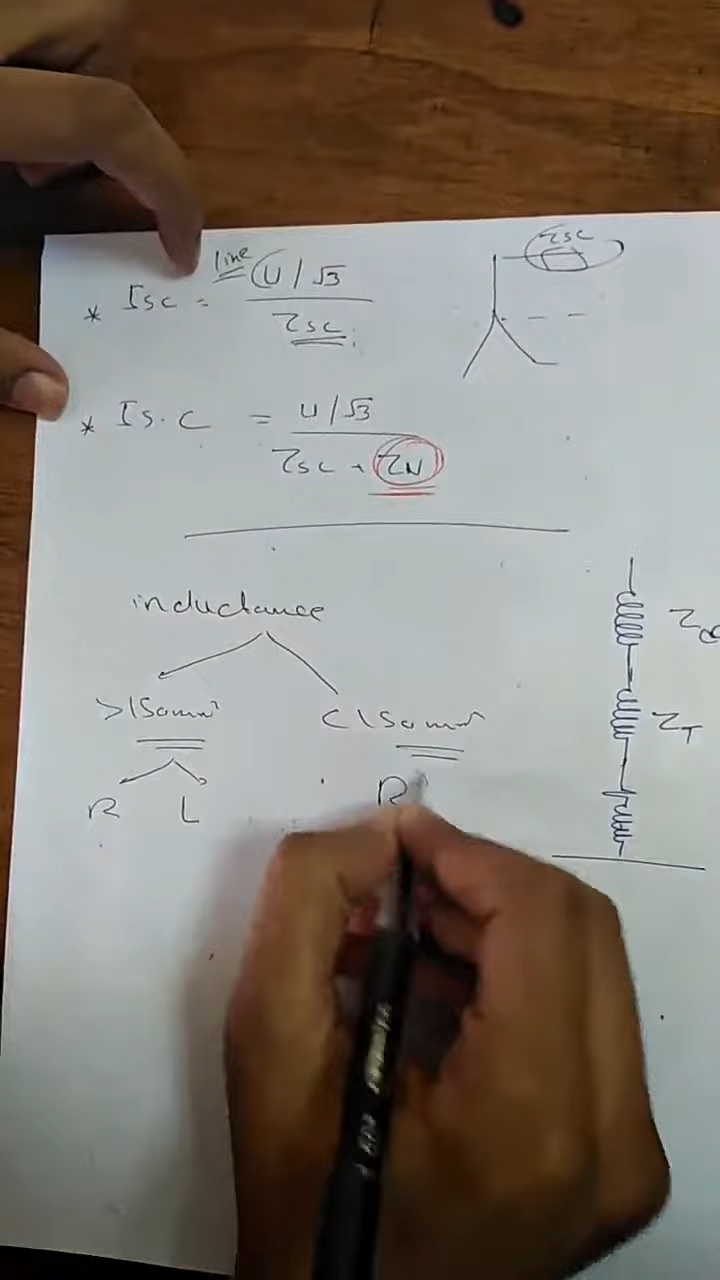 line
* Isc = (U/√3
Zsc
Zsc
* Is.c = U/√3
Zsc + ZN
inductance
>150mm²
<150mm²
ZT
R L
R